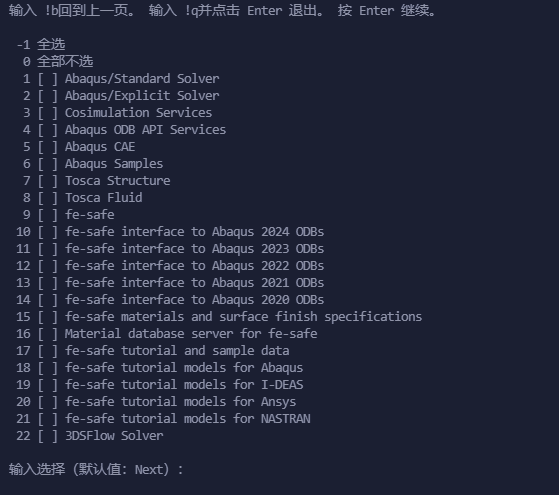 输入 !b回到上一页。 输入 !q并点击 Enter 退出。 按 Enter 继续。
-1 全选
0 全部不选
1 [ ] Abaqus/Standard Solver
2 [ ] Abaqus/Explicit Solver
3 [ ] Cosimulation Services
4 [ ] Abaqus ODB API Services
5 [ ] Abaqus CAE
6 [ ] Abaqus Samples
7 [ ] Tosca Structure
8 [ ] Tosca Fluid
9 [ ] fe-safe
10 [ ] fe-safe interface to Abaqus 2024 ODBs
11 [ ] fe-safe interface to Abaqus 2023 ODBs
12 [ ] fe-safe interface to Abaqus 2022 ODBs
13 [ ] fe-safe interface to Abaqus 2021 ODBs
14 [ ] fe-safe interface to Abaqus 2020 ODBs
15 [ ] fe-safe materials and surface finish specifications
16 [ ] Material database server for fe-safe
17 [ ] fe-safe tutorial and sample data
18 [ ] fe-safe tutorial models for Abaqus
19 [ ] fe-safe tutorial models for I-DEAS
20 [ ] fe-safe tutorial models for Ansys
21 [ ] fe-safe tutorial models for NASTRAN
22 [ ] 3DSFlow Solver
输入选择（默认值：Next）：